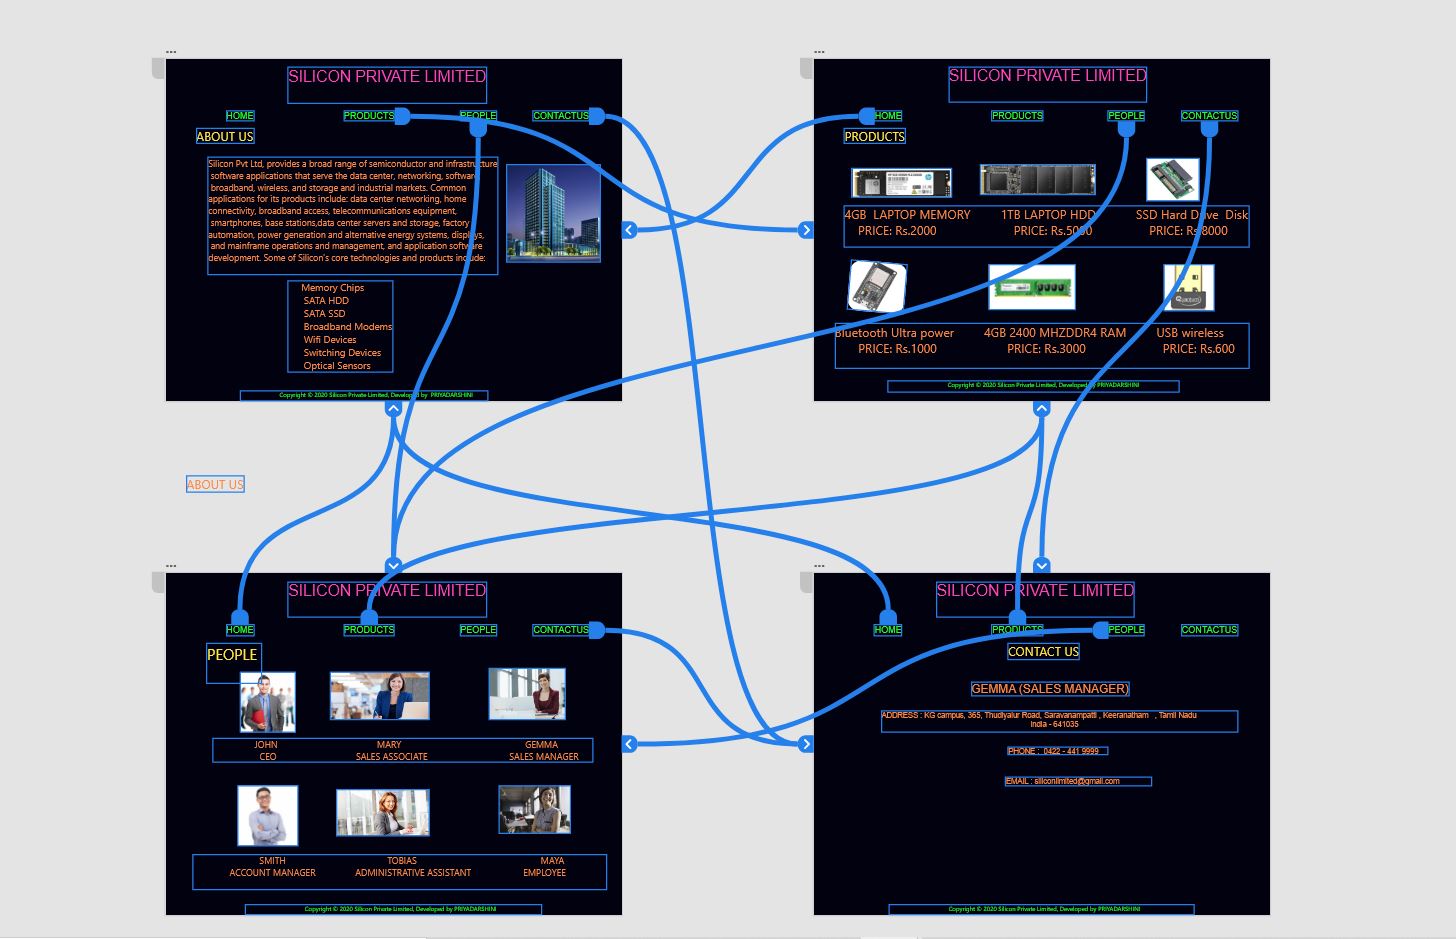 SILICON PRIVATE LIMITED
HOME PRODUCTS PEOPLE CONTACTUS
ABOUT US
Silicon Pvt Ltd, provides a broad range of semiconductor and infrastructure
software applications that serve the data center, networking, software,
broadband, wireless, and storage and industrial markets. Common
applications for its products include: data center networking, home
connectivity, broadband access, telecommunications equipment,
smartphones, base stations,data center servers and storage, factory
automation, power generation and alternative energy systems, displays,
and mainframe operations and management, and application software
development. Some of Silicon's core technologies and products include:
Memory Chips
SATA HDD
SATA SSD
Broadband Modems
Wifi Devices
Switching Devices
Optical Sensors
Copyright © 2020 Silicon Private Limited, Developed by PRIYADARSHINI
SILICON PRIVATE LIMITED
HOME PRODUCTS PEOPLE CONTACTUS
PRODUCTS
4GB LAPTOP MEMORY 1TB LAPTOP HDD SSD Hard Drive Disk
PRICE: Rs.2000 PRICE: Rs.5000 PRICE: Rs.8000
Bluetooth Ultra power 4GB 2400 MHZDDR4 RAM USB wireless
PRICE: Rs.1000 PRICE: Rs.3000 PRICE: Rs.600
Copyright © 2020 Silicon Private Limited, Developed by PRIYADARSHINI
ABOUT US
SILICON PRIVATE LIMITED
HOME PRODUCTS PEOPLE CONTACTUS
PEOPLE
JOHN MARY GEMMA
CEO SALES ASSOCIATE SALES MANAGER
SMITH TOBIAS MAYA
ACCOUNT MANAGER ADMINISTRATIVE ASSISTANT EMPLOYEE
Copyright © 2020 Silicon Private Limited, Developed by PRIYADARSHINI
SILICON PRIVATE LIMITED
HOME PRODUCTS PEOPLE CONTACTUS
CONTACT US
GEMMA (SALES MANAGER)
ADDRESS : KG campus, 365, Thudiyalur Road, Saravanampatti , Keeranatham , Tamil Nadu
India - 641035
PHONE : 0422 - 441 9999
EMAIL : siliconlimited@gmail.com
Copyright © 2020 Silicon Private Limited, Developed by PRIYADARSHINI